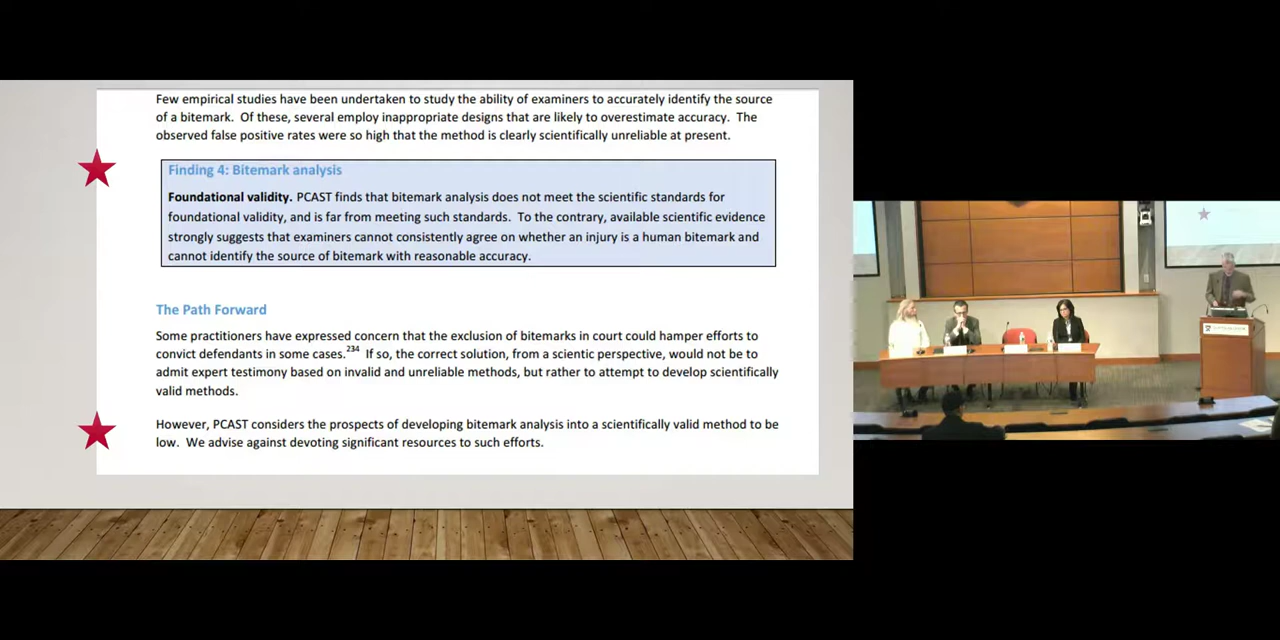 Few empirical studies have been undertaken to study the ability of examiners to accurately identify the source
of a bitemark. Of these, several employ inappropriate designs that are likely to overestimate accuracy. The
observed false positive rates were so high that the method is clearly scientifically unreliable at present.
Finding 4: Bitemark analysis
Foundational validity. PCAST finds that bitemark analysis does not meet the scientific standards for
foundational validity, and is far from meeting such standards. To the contrary, available scientific evidence
strongly suggests that examiners cannot consistently agree on whether an injury is a human bitemark and
cannot identify the source of bitemark with reasonable accuracy.
The Path Forward
Some practitioners have expressed concern that the exclusion of bitemarks in court could hamper efforts to
convict defendants in some cases.234 If so, the correct solution, from a scientic perspective, would not be to
admit expert testimony based on invalid and unreliable methods, but rather to attempt to develop scientifically
valid methods.
However, PCAST considers the prospects of developing bitemark analysis into a scientifically valid method to be
low. We advise against devoting significant resources to such efforts.